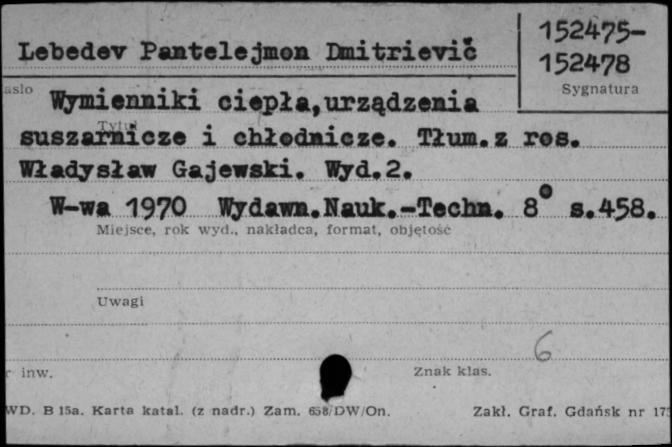 152475-
Lebedev Pantelejmon Dmitrievič
152478
asło
Sygnatura
Wymienniki ciepła,urządzenia
Tytuł
suszarnicze i chłodnicze. Tłum.z ros.
Władysław Gajewski. Wyd.2.
W-wa 1970 Wydawn.Nauk.-Techn. 8° s.458.
Miejsce, rok wyd., nakładca, format, objętość
Uwagi
6
r inw.
Znak klas.
WD. B 15a. Karta katal. (z nadr.) Zam. 658/DW/On. Zakł. Graf. Gdańsk nr 175